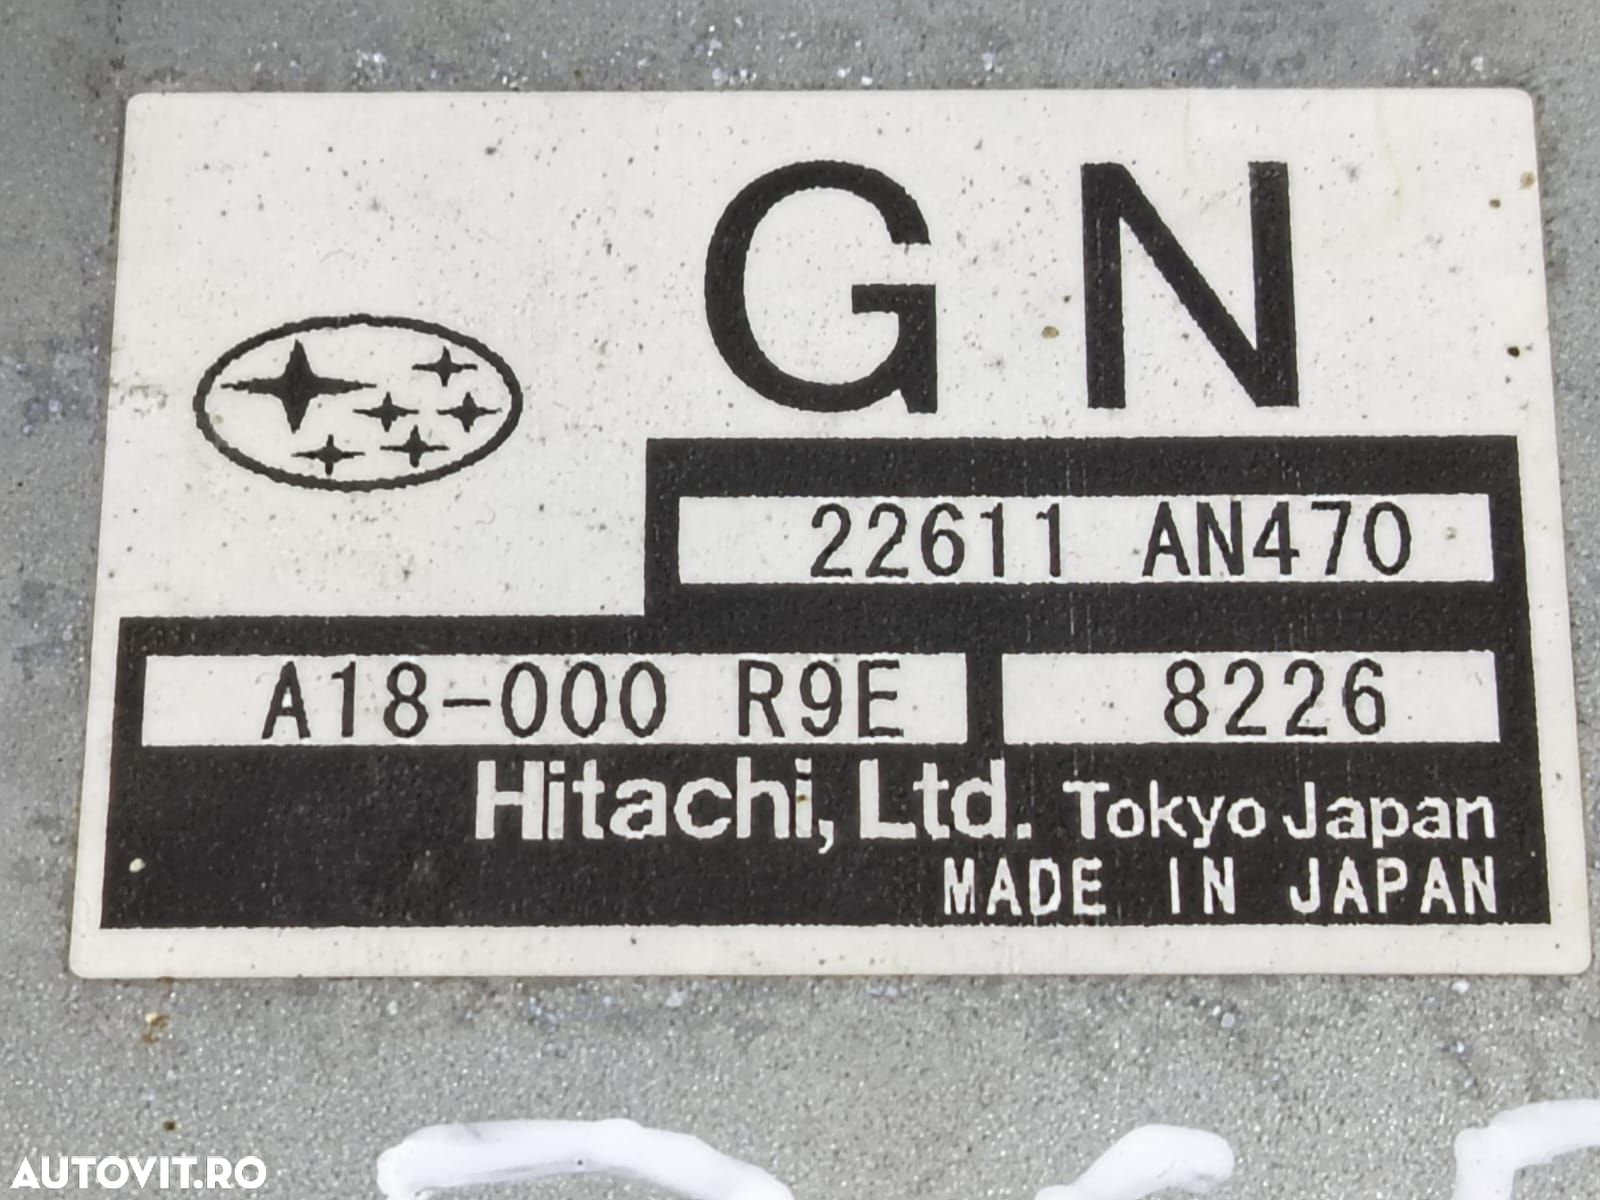 GN
22611 AN470
A18-000 R9E 8226
Hitachi, Ltd. Tokyo Japan
MADE IN JAPAN
AUTOVIT.RO